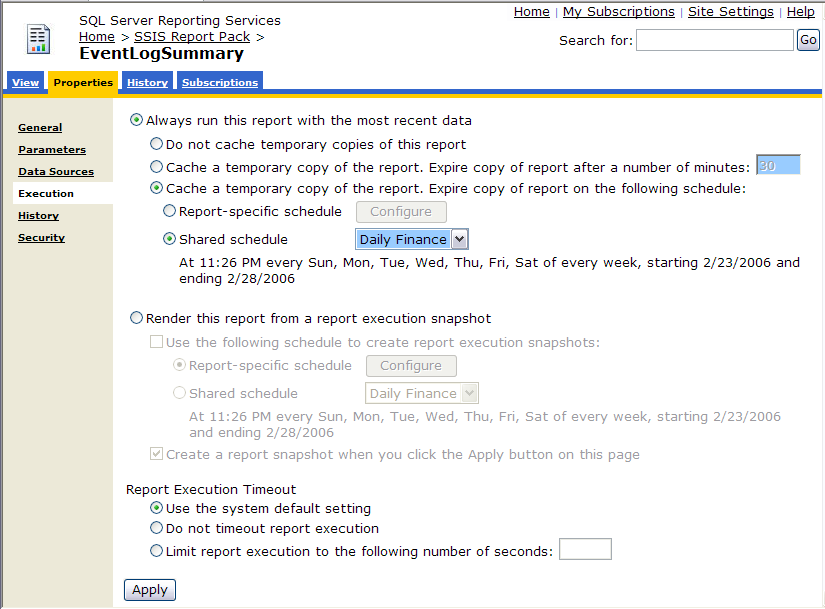 Home | My Subscriptions | Site Settings | Help
SQL Server Reporting Services
Home > SSIS Report Pack >
EventLogSummary
Search for: Go
View Properties History Subscriptions
General
Parameters
Data Sources
Execution
History
Security
Always run this report with the most recent data
Do not cache temporary copies of this report
Cache a temporary copy of the report. Expire copy of report after a number of minutes: 30
Cache a temporary copy of the report. Expire copy of report on the following schedule:
Report-specific schedule Configure
Shared schedule Daily Finance
At 11:26 PM every Sun, Mon, Tue, Wed, Thu, Fri, Sat of every week, starting 2/23/2006 and
ending 2/28/2006
Render this report from a report execution snapshot
Use the following schedule to create report execution snapshots:
Report-specific schedule Configure
Shared schedule Daily Finance
At 11:26 PM every Sun, Mon, Tue, Wed, Thu, Fri, Sat of every week, starting 2/23/2006
and ending 2/28/2006
Create a report snapshot when you click the Apply button on this page
Report Execution Timeout
Use the system default setting
Do not timeout report execution
Limit report execution to the following number of seconds:
Apply